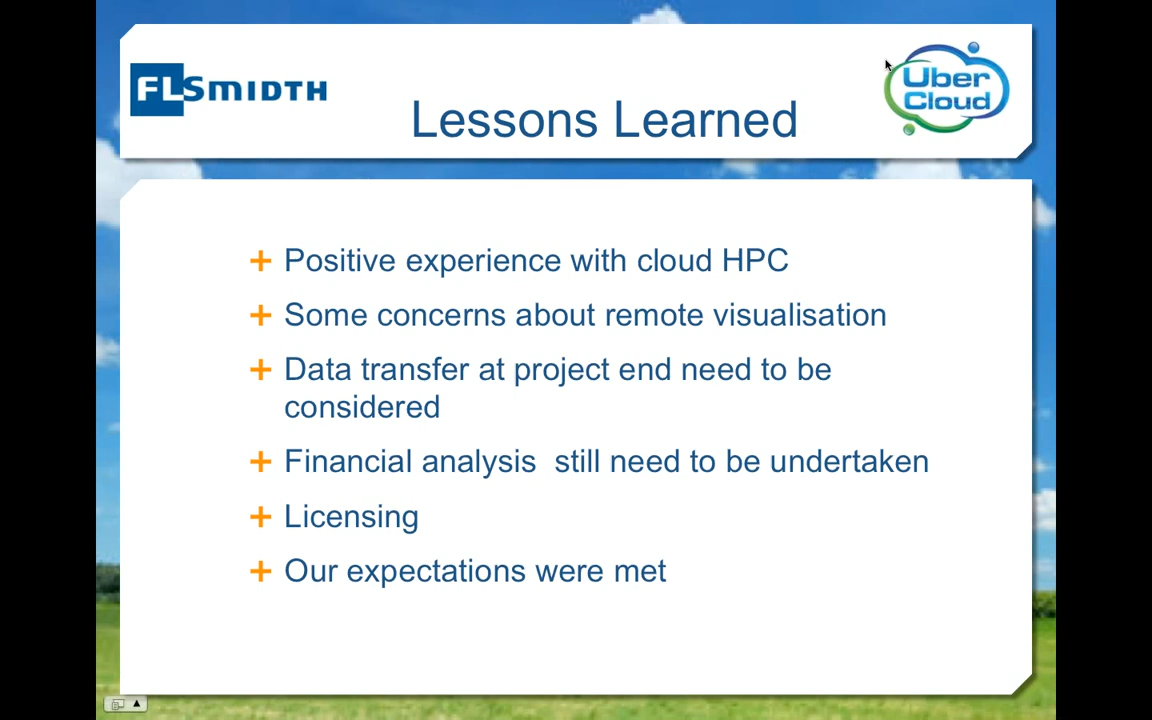 FLSMIDTH
Uber
Cloud
Lessons Learned
Positive experience with cloud HPC
Some concerns about remote visualisation
Data transfer at project end need to be
considered
Financial analysis  still need to be undertaken
Licensing
Our expectations were met